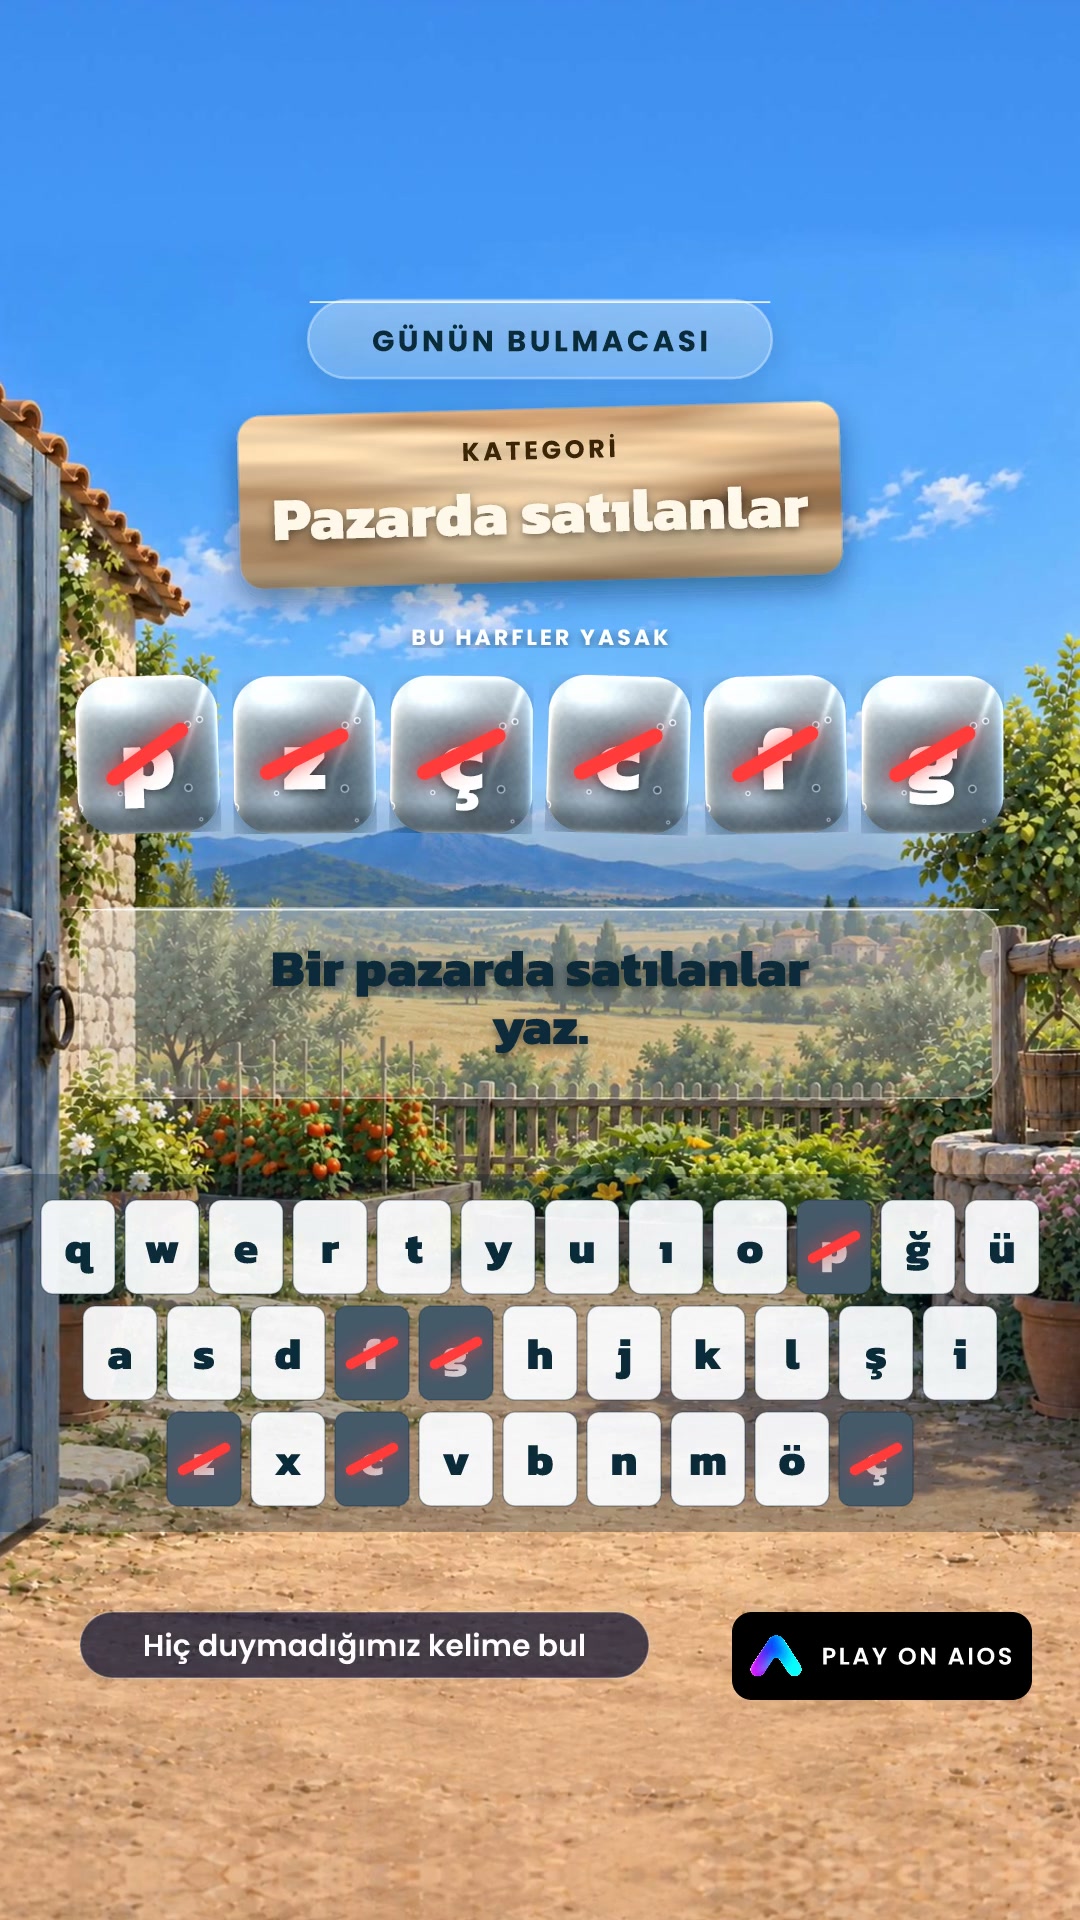 GÜNÜN BULMACASI
KATEGORİ
Pazarda satılanlar
BU HARFLER YASAK
p z ç c f g
Bir pazarda satılanlar
yaz.
q w e r t y u ı o p ğ ü
a s d f g h j k l ş i
z x c v b n m ö ç
Hiç duymadığımız kelime bul
PLAY ON AIOS